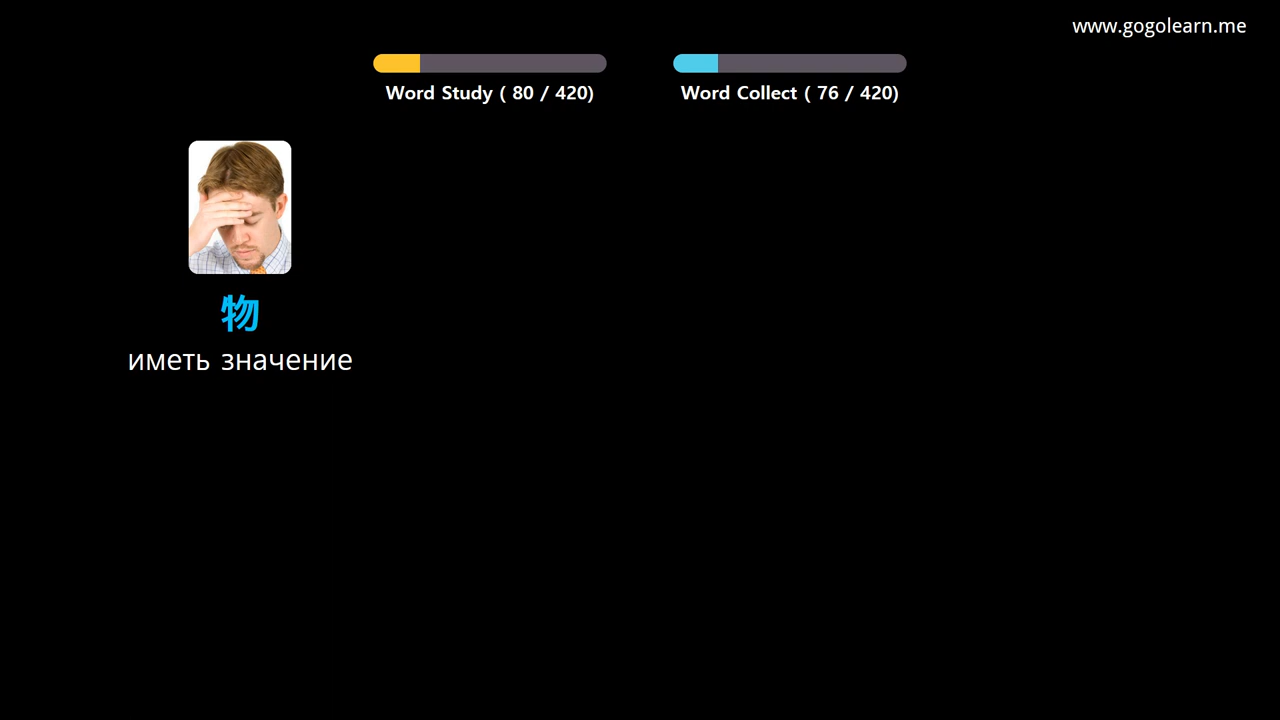 www.gogolearn.me
Word Study ( 80 / 420)
Word Collect ( 76 / 420)
物
иметь значение